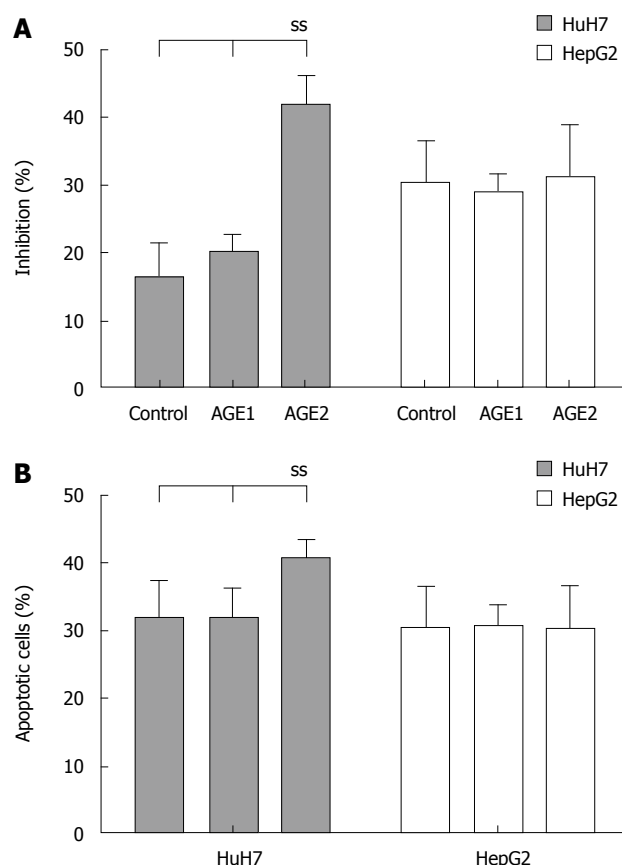 A
ss
HuH7
HepG2
Inhibition (%)
50
40
30
20
10
0
Control AGE1 AGE2 Control AGE1 AGE2
B
ss
HuH7
HepG2
Apoptotic cells (%)
50
40
30
20
10
0
HuH7 HepG2